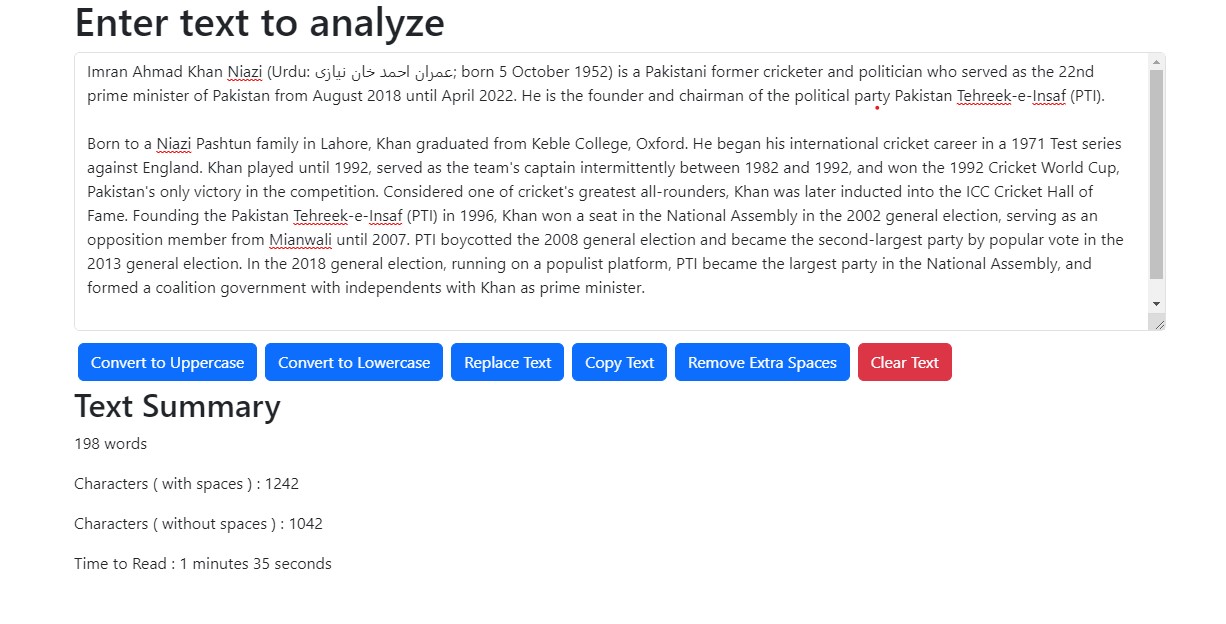 Enter text to analyze
Imran Ahmad Khan Niazi (Urdu: عمران احمد خان نیازی; born 5 October 1952) is a Pakistani former cricketer and politician who served as the 22nd
prime minister of Pakistan from August 2018 until April 2022. He is the founder and chairman of the political party Pakistan Tehreek-e-Insaf (PTI).
Born to a Niazi Pashtun family in Lahore, Khan graduated from Keble College, Oxford. He began his international cricket career in a 1971 Test series
against England. Khan played until 1992, served as the team's captain intermittently between 1982 and 1992, and won the 1992 Cricket World Cup,
Pakistan's only victory in the competition. Considered one of cricket's greatest all-rounders, Khan was later inducted into the ICC Cricket Hall of
Fame. Founding the Pakistan Tehreek-e-Insaf (PTI) in 1996, Khan won a seat in the National Assembly in the 2002 general election, serving as an
opposition member from Mianwali until 2007. PTI boycotted the 2008 general election and became the second-largest party by popular vote in the
2013 general election. In the 2018 general election, running on a populist platform, PTI became the largest party in the National Assembly, and
formed a coalition government with independents with Khan as prime minister.
Convert to Uppercase Convert to Lowercase Replace Text Copy Text Remove Extra Spaces Clear Text
Text Summary
198 words
Characters ( with spaces ) : 1242
Characters ( without spaces ) : 1042
Time to Read : 1 minutes 35 seconds